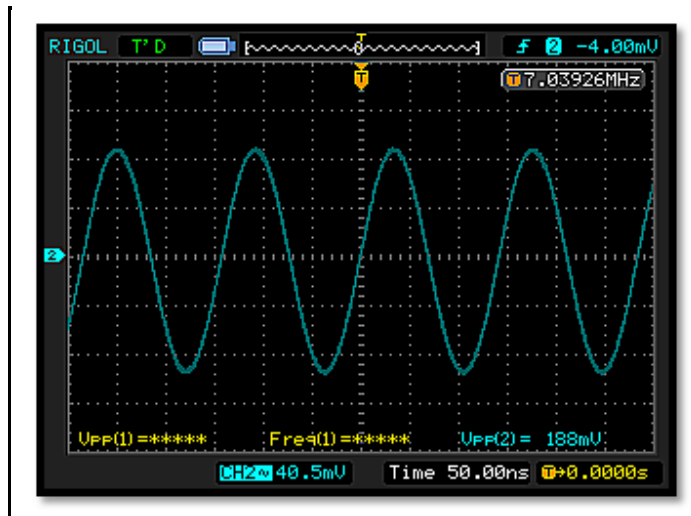 RIGOL T'D T ƒ 2 -4.00mV
T T7.03926MHz
2
Vpp(1)=***** Freq(1)=***** Vpp(2)= 188mV
CH2~ 40.5mV Time 50.00ns T→0.0000s